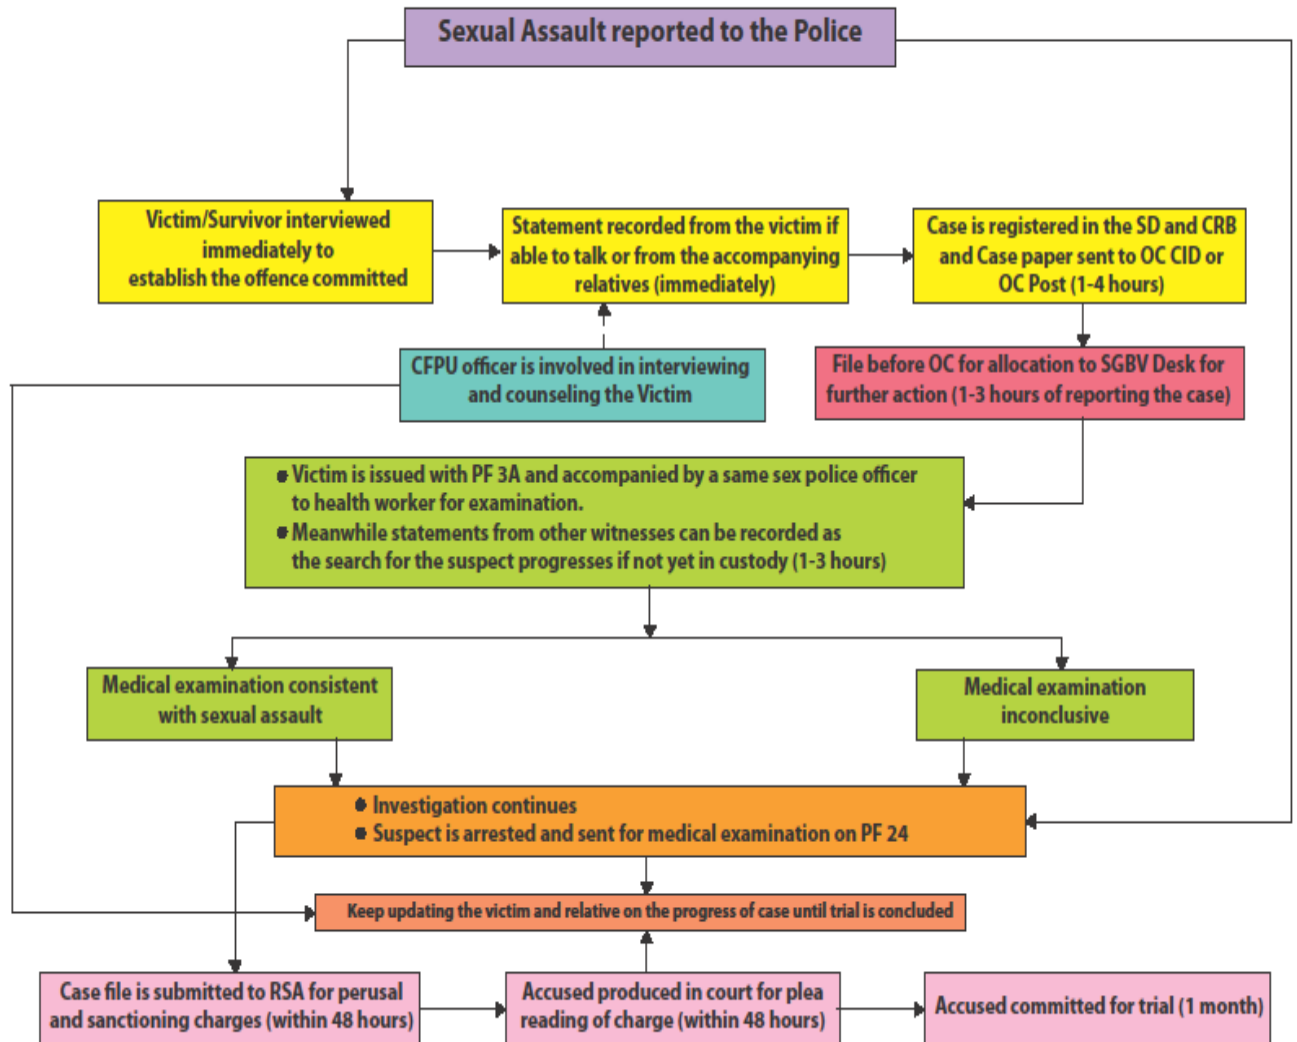 Sexual Assault reported to the Police
Victim/Survivor interviewed
immediately to
establish the offence committed
Statement recorded from the victim if
able to talk or from the accompanying
relatives (immediately)
Case is registered in the SD and CRB
and Case paper sent to OC CID or
OC Post (1-4 hours)
CFPU officer is involved in interviewing
and counseling the Victim
File before OC for allocation to SGBV Desk for
further action (1-3 hours of reporting the case)
● Victim is issued with PF 3A and accompanied by a same sex police officer
to health worker for examination.
● Meanwhile statements from other witnesses can be recorded as
the search for the suspect progresses if not yet in custody (1-3 hours)
Medical examination consistent
with sexual assault
Medical examination
inconclusive
● Investigation continues
● Suspect is arrested and sent for medical examination on PF 24
Keep updating the victim and relative on the progress of case until trial is concluded
Case file is submitted to RSA for perusal
and sanctioning charges (within 48 hours)
Accused produced in court for plea
reading of charge (within 48 hours)
Accused committed for trial (1 month)